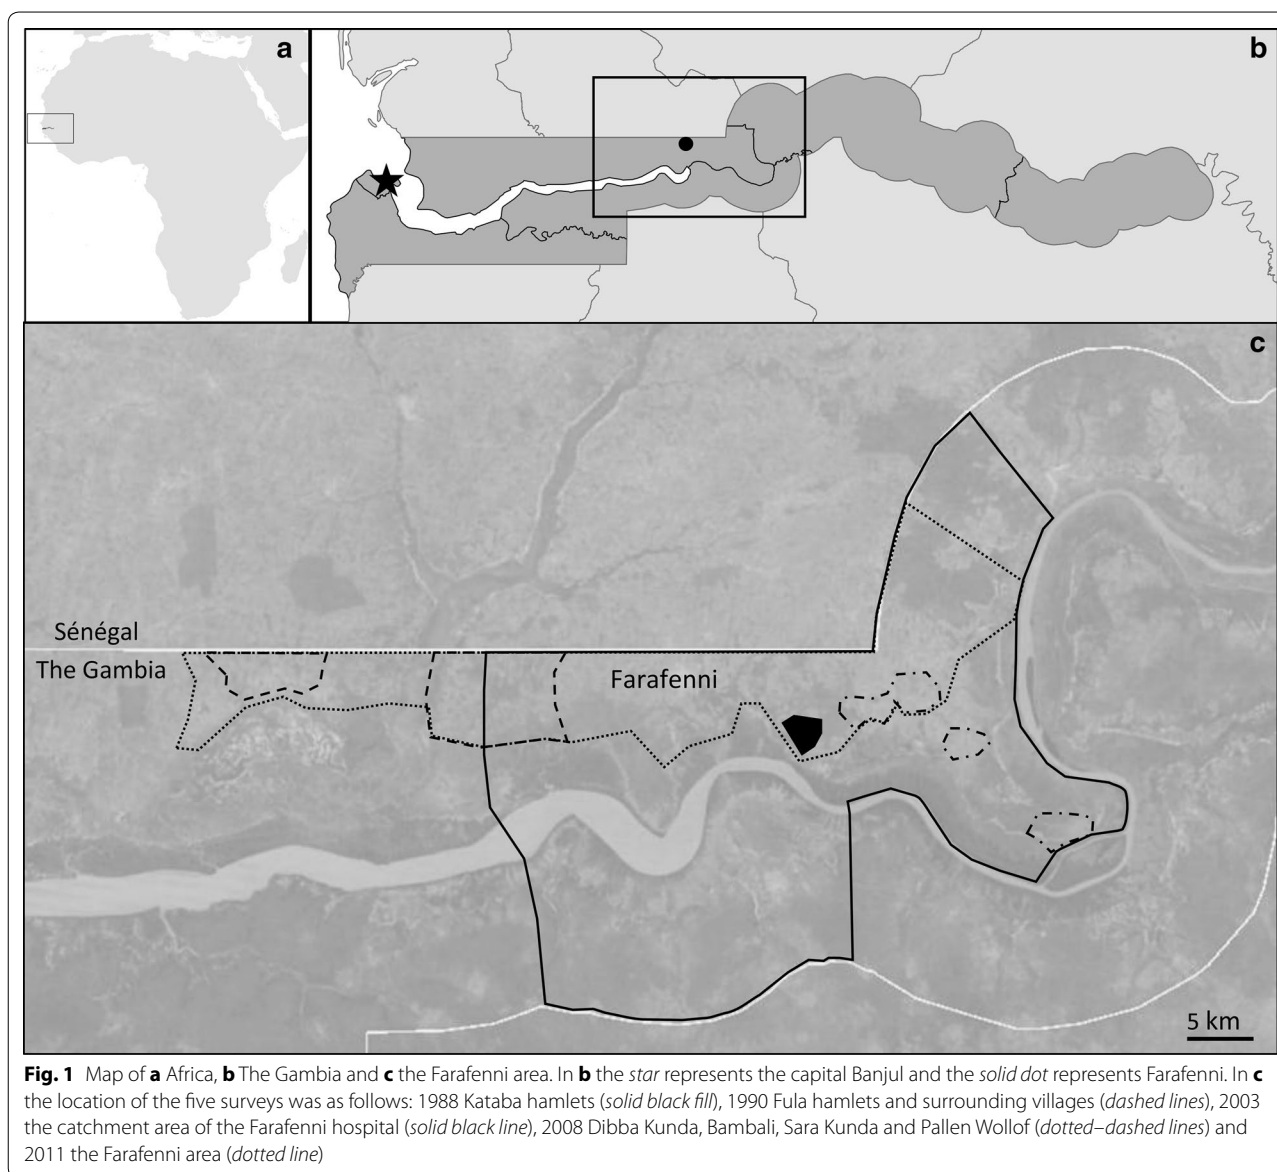 a
b
c
Sénégal
The Gambia
Farafenni
5 km
Fig. 1 Map of a Africa, b The Gambia and c the Farafenni area. In b the star represents the capital Banjul and the solid dot represents Farafenni. In c
the location of the five surveys was as follows: 1988 Kataba hamlets (solid black fill), 1990 Fula hamlets and surrounding villages (dashed lines), 2003
the catchment area of the Farafenni hospital (solid black line), 2008 Dibba Kunda, Bambali, Sara Kunda and Pallen Wollof (dotted–dashed lines) and
2011 the Farafenni area (dotted line)